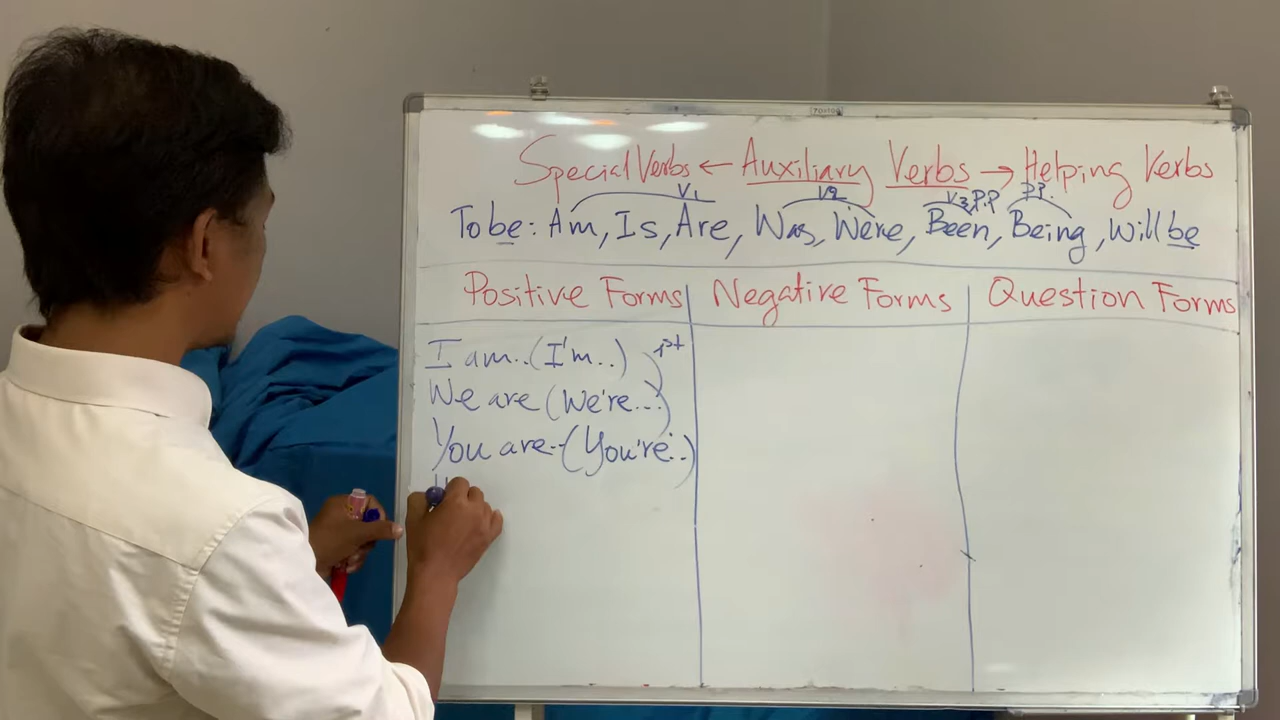 Special Verbs ← Auxiliary Verbs → Helping Verbs
V1 V2 V3 P.P P.P.
To be: Am, Is, Are, Was, Were, Been, Being, Will be
Positive Forms Negative Forms Question Forms
I am..(I'm..) 1st
We are (We're...
You are..(You're..)